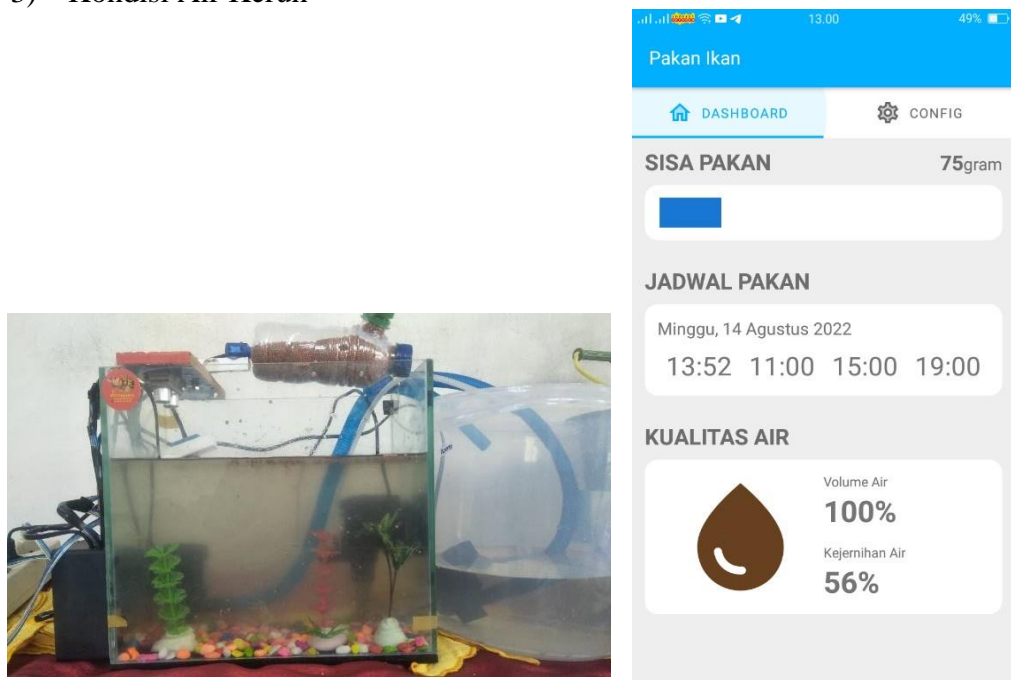 3) Kondisi Air Keruh
13.00 49%
Pakan Ikan
DASHBOARD CONFIG
SISA PAKAN 75gram
JADWAL PAKAN
Minggu, 14 Agustus 2022
13:52 11:00 15:00 19:00
KUALITAS AIR
Volume Air
100%
Kejernihan Air
56%